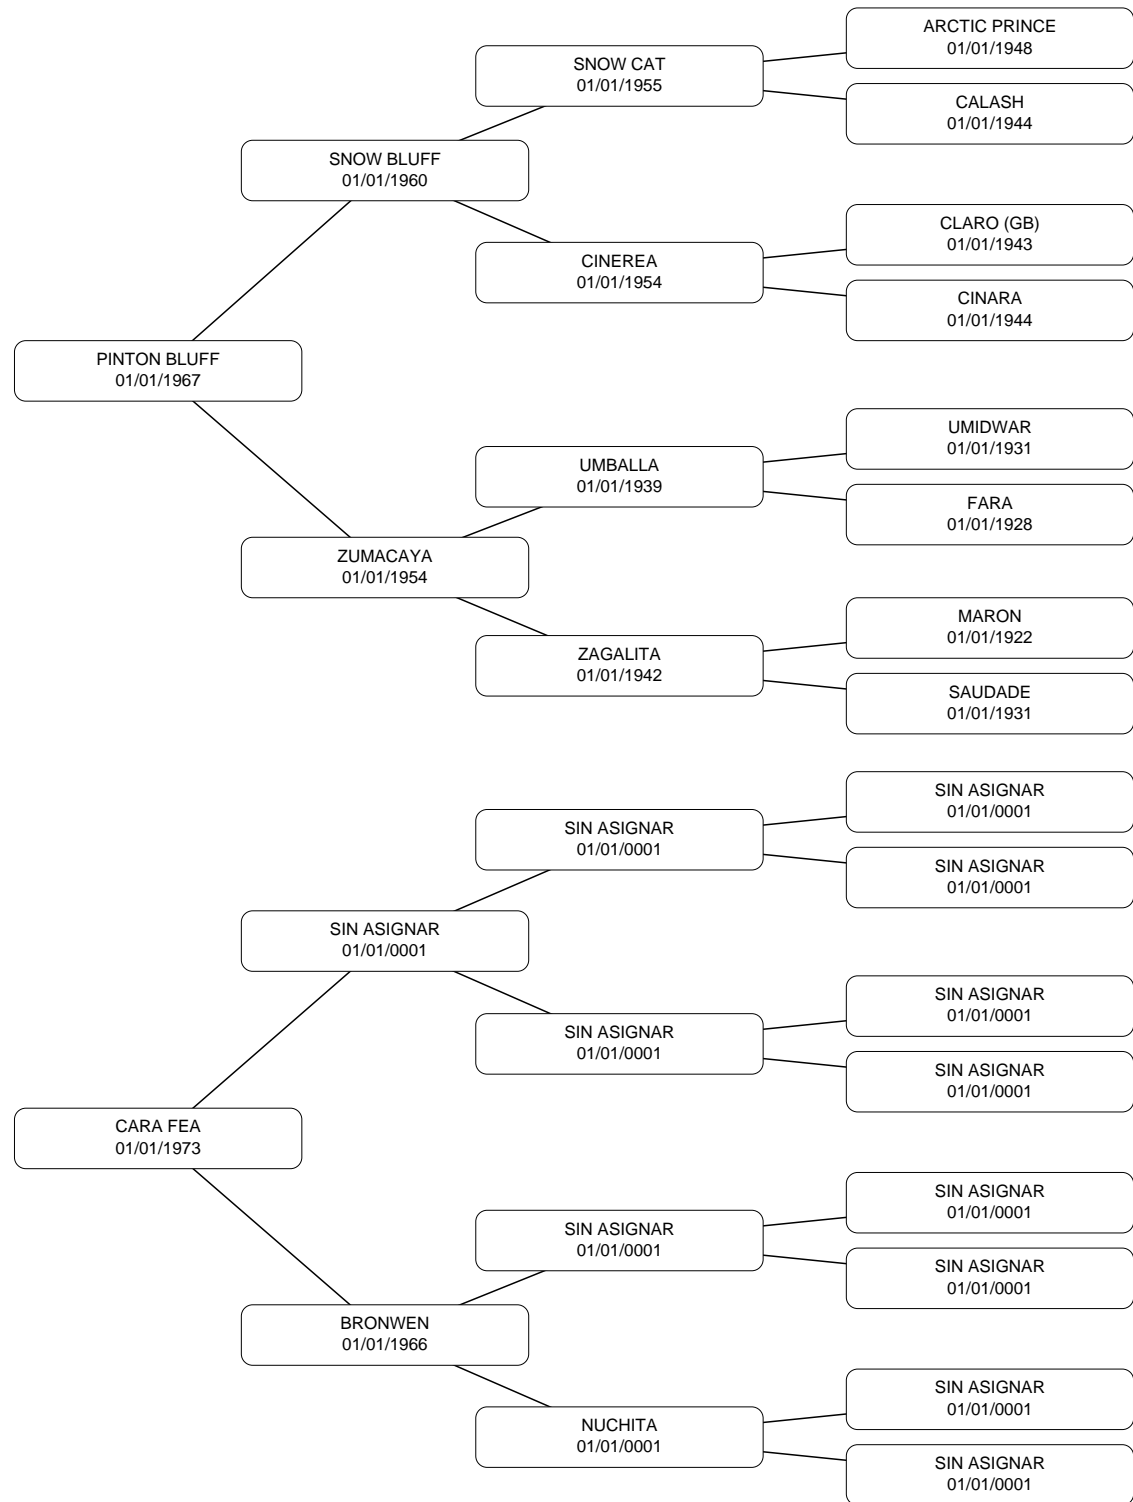 ARCTIC PRINCE
01/01/1948
SNOW CAT
01/01/1955
CALASH
01/01/1944
SNOW BLUFF
01/01/1960
CLARO (GB)
01/01/1943
CINEREA
01/01/1954
CINARA
01/01/1944
PINTON BLUFF
01/01/1967
UMIDWAR
01/01/1931
UMBALLA
01/01/1939
FARA
01/01/1928
ZUMACAYA
01/01/1954
MARON
01/01/1922
ZAGALITA
01/01/1942
SAUDADE
01/01/1931
SIN ASIGNAR
01/01/0001
SIN ASIGNAR
01/01/0001
SIN ASIGNAR
01/01/0001
SIN ASIGNAR
01/01/0001
SIN ASIGNAR
01/01/0001
SIN ASIGNAR
01/01/0001
SIN ASIGNAR
01/01/0001
CARA FEA
01/01/1973
SIN ASIGNAR
01/01/0001
SIN ASIGNAR
01/01/0001
SIN ASIGNAR
01/01/0001
BRONWEN
01/01/1966
SIN ASIGNAR
01/01/0001
NUCHITA
01/01/0001
SIN ASIGNAR
01/01/0001